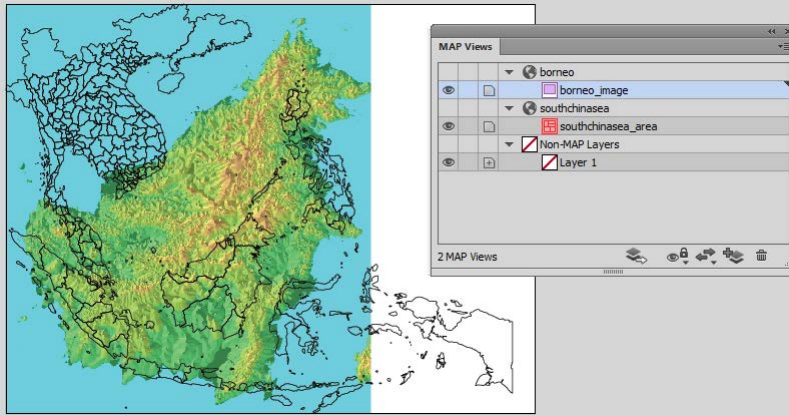 MAP Views
borneo
borneo_image
southchinasea
southchinasea_area
Non-MAP Layers
Layer 1
2 MAP Views